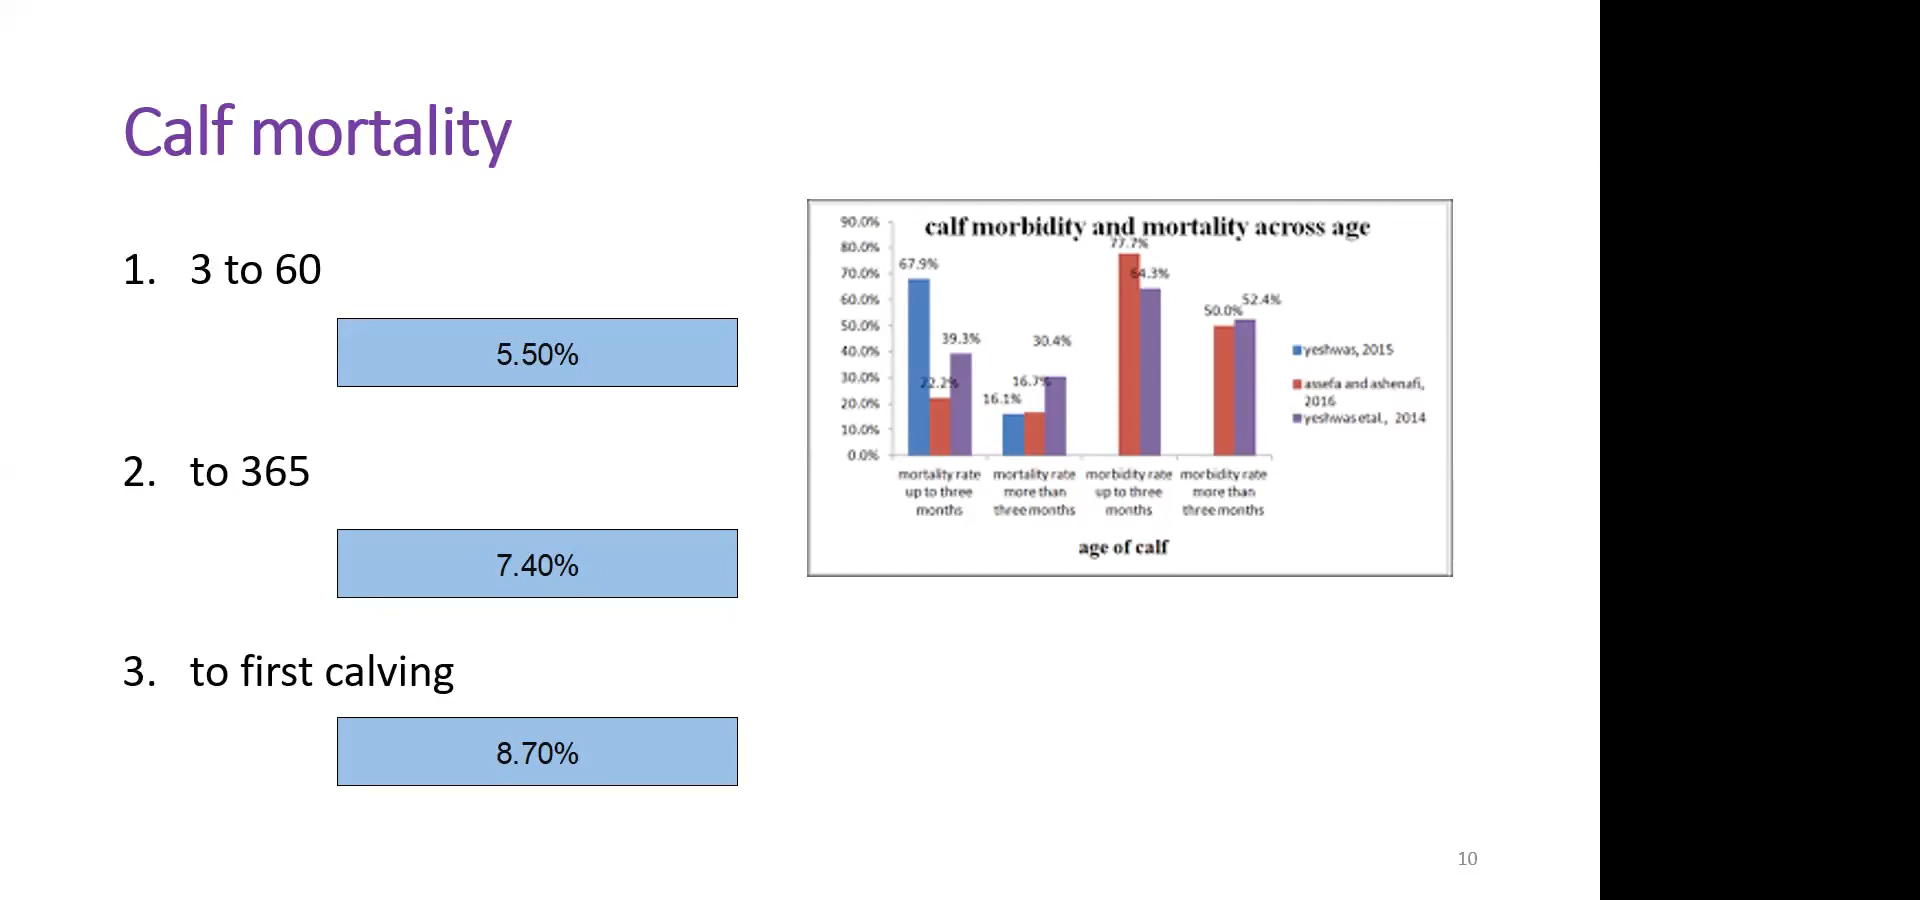 Calf mortality
1. 3 to 60
5.50%
2. to 365
7.40%
3. to first calving
8.70%
calf morbidity and mortality across age
90.0%
80.0%
70.0%
60.0%
50.0%
40.0%
30.0%
20.0%
10.0%
0.0%
67.9%
22.2%
39.3%
16.1%
16.7%
30.4%
77.7%
64.3%
50.0%
52.4%
mortality rate
up to three
months
mortality rate
more than
three months
morbidity rate
up to three
months
morbidity rate
more than
three months
age of calf
yeshwas, 2015
assefa and ashenafi,
2016
yeshwas etal., 2014
10